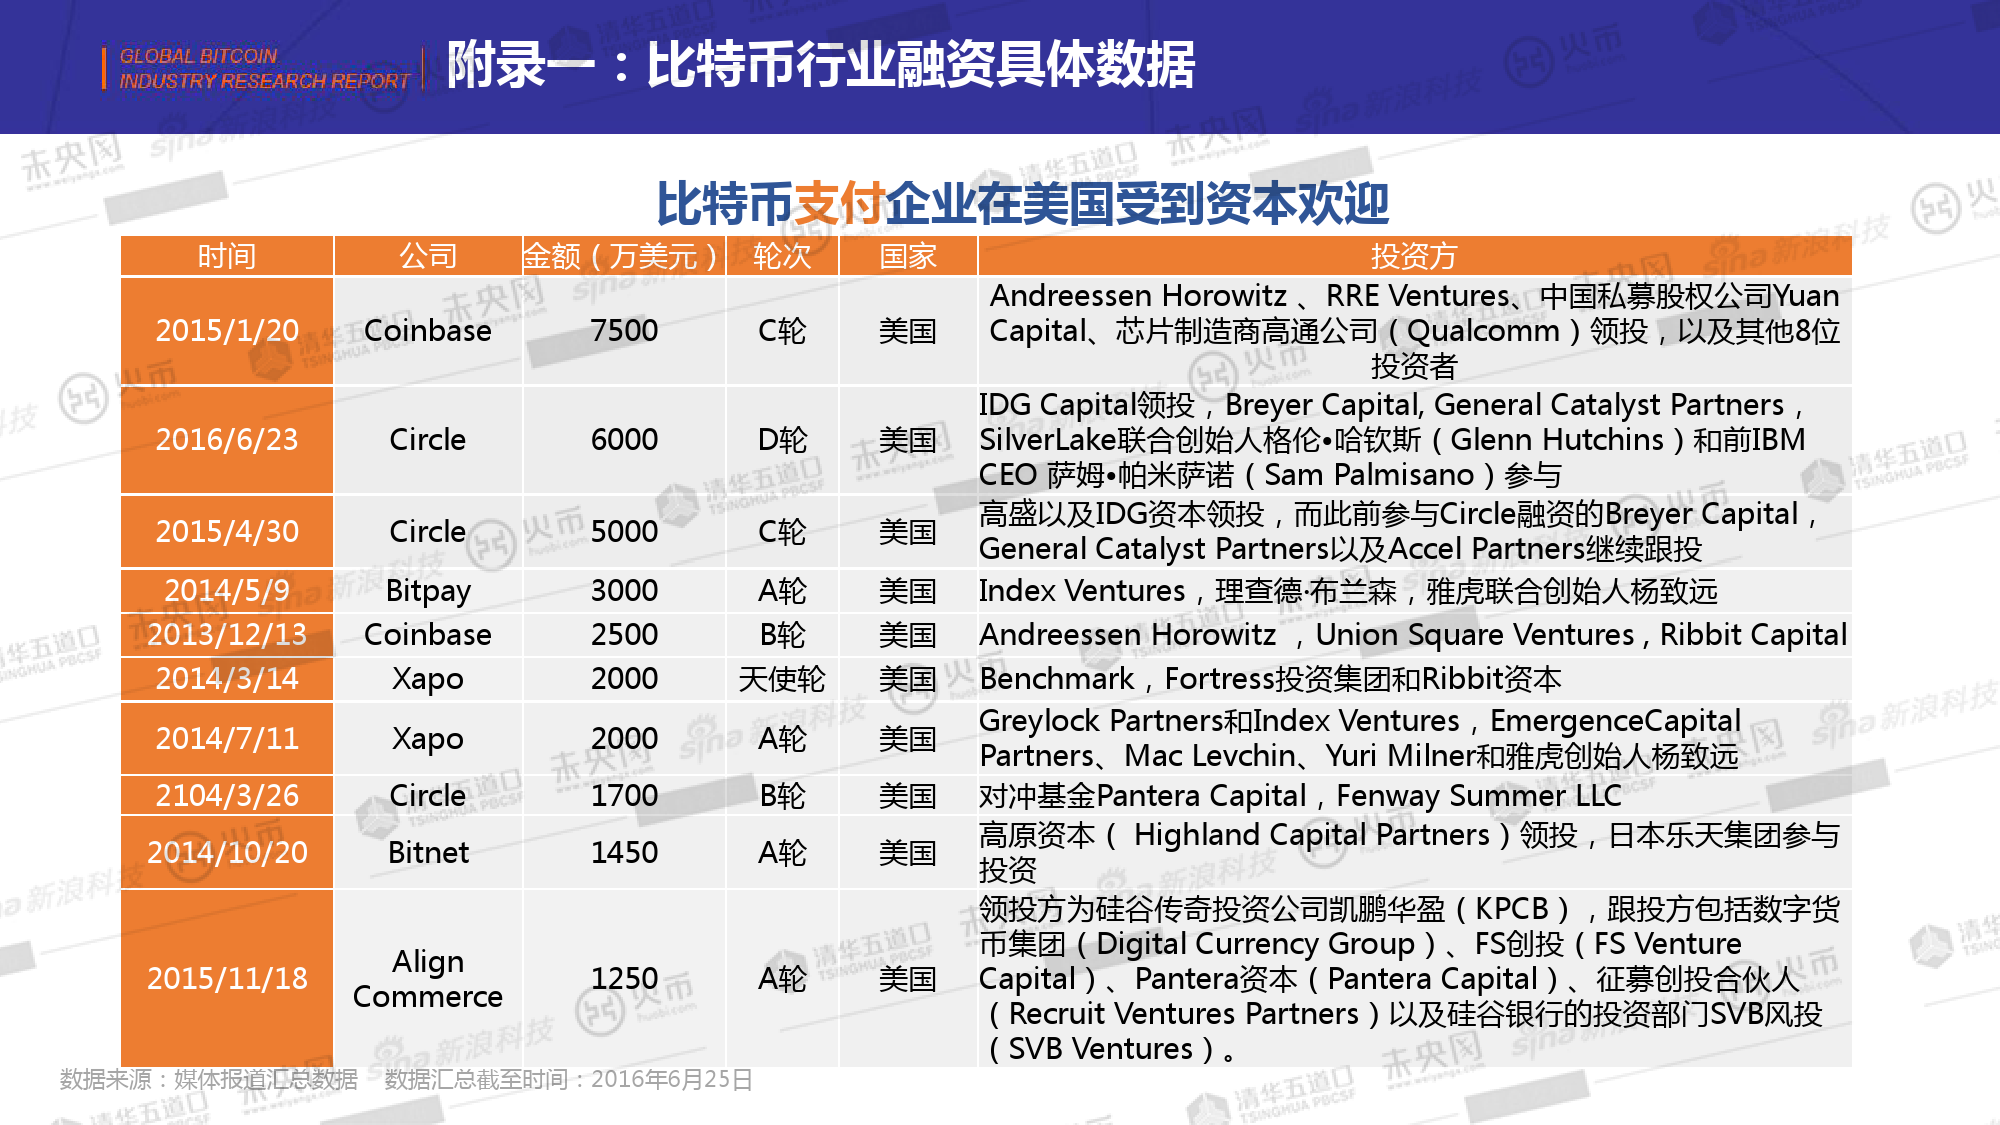 GLOBAL BITCOIN
INDUSTRY RESEARCH REPORT
附录一：比特币行业融资具体数据
比特币支付企业在美国受到资本欢迎
时间 公司 金额（万美元） 轮次 国家 投资方
2015/1/20 Coinbase 7500 C轮 美国 Andreessen Horowitz 、RRE Ventures、中国私募股权公司Yuan
Capital、芯片制造商高通公司（Qualcomm）领投，以及其他8位
投资者
2016/6/23 Circle 6000 D轮 美国 IDG Capital领投，Breyer Capital, General Catalyst Partners，
SilverLake联合创始人格伦•哈钦斯（Glenn Hutchins）和前IBM
CEO 萨姆•帕米萨诺（Sam Palmisano）参与
2015/4/30 Circle 5000 C轮 美国 高盛以及IDG资本领投，而此前参与Circle融资的Breyer Capital，
General Catalyst Partners以及Accel Partners继续跟投
2014/5/9 Bitpay 3000 A轮 美国 Index Ventures，理查德·布兰森，雅虎联合创始人杨致远
2013/12/13 Coinbase 2500 B轮 美国 Andreessen Horowitz ，Union Square Ventures , Ribbit Capital
2014/3/14 Xapo 2000 天使轮 美国 Benchmark，Fortress投资集团和Ribbit资本
2014/7/11 Xapo 2000 A轮 美国 Greylock Partners和Index Ventures，EmergenceCapital
Partners、Mac Levchin、Yuri Milner和雅虎创始人杨致远
2104/3/26 Circle 1700 B轮 美国 对冲基金Pantera Capital，Fenway Summer LLC
2014/10/20 Bitnet 1450 A轮 美国 高原资本（ Highland Capital Partners）领投，日本乐天集团参与
投资
2015/11/18 Align
Commerce 1250 A轮 美国 领投方为硅谷传奇投资公司凯鹏华盈（KPCB），跟投方包括数字货
币集团（Digital Currency Group）、FS创投（FS Venture
Capital）、Pantera资本（Pantera Capital）、征募创投合伙人
（Recruit Ventures Partners）以及硅谷银行的投资部门SVB风投
（SVB Ventures）。
数据来源：媒体报道汇总数据 数据汇总截至时间：2016年6月25日
未央网
www.weiyangx.com
sina新浪科技
火币
huobi.com
清华五道口
TSINGHUA PBCSF